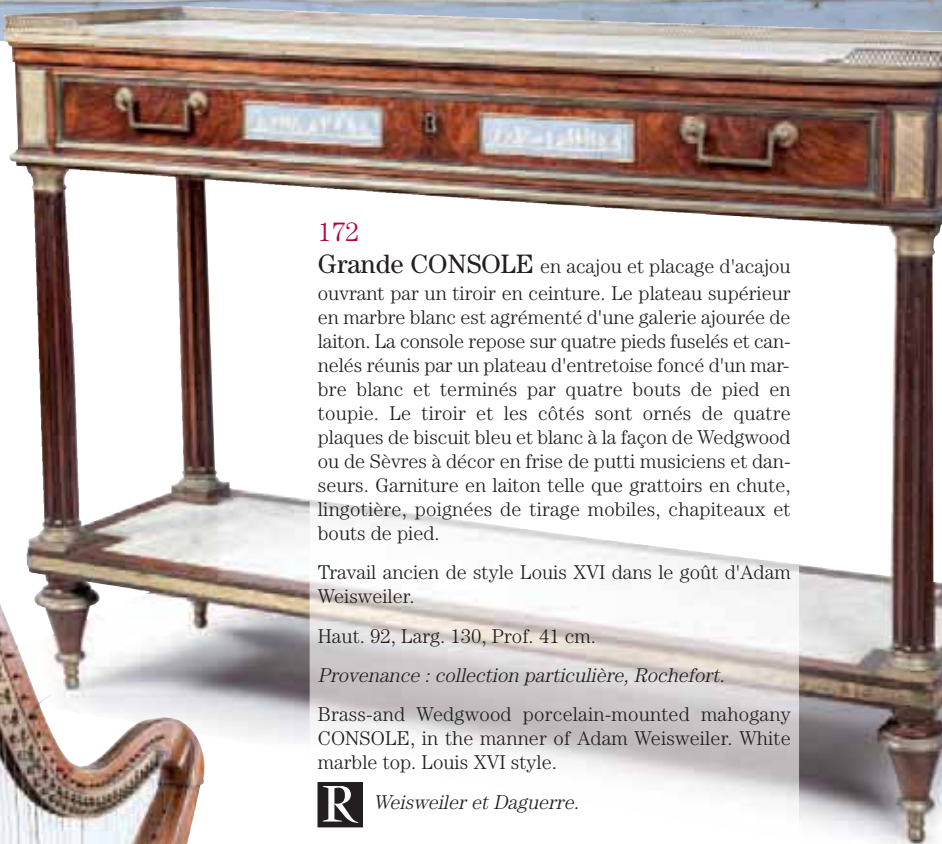 172
Grande CONSOLE en acajou et placage d'acajou
ouvrant par un tiroir en ceinture. Le plateau supérieur
en marbre blanc est agrémenté d'une galerie ajourée de
laiton. La console repose sur quatre pieds fuselés et can-
nelés réunis par un plateau d'entretoise foncé d'un mar-
bre blanc et terminés par quatre bouts de pied en
toupie. Le tiroir et les côtés sont ornés de quatre
plaques de biscuit bleu et blanc à la façon de Wedgwood
ou de Sèvres à décor en frise de putti musiciens et dan-
seurs. Garniture en laiton telle que grattoirs en chute,
lingotière, poignées de tirage mobiles, chapiteaux et
bouts de pied.
Travail ancien de style Louis XVI dans le goût d'Adam
Weisweiler.
Haut. 92, Larg. 130, Prof. 41 cm.
Provenance : collection particulière, Rochefort.
Brass-and Wedgwood porcelain-mounted mahogany
CONSOLE, in the manner of Adam Weisweiler. White
marble top. Louis XVI style.
R Weisweiler et Daguerre.